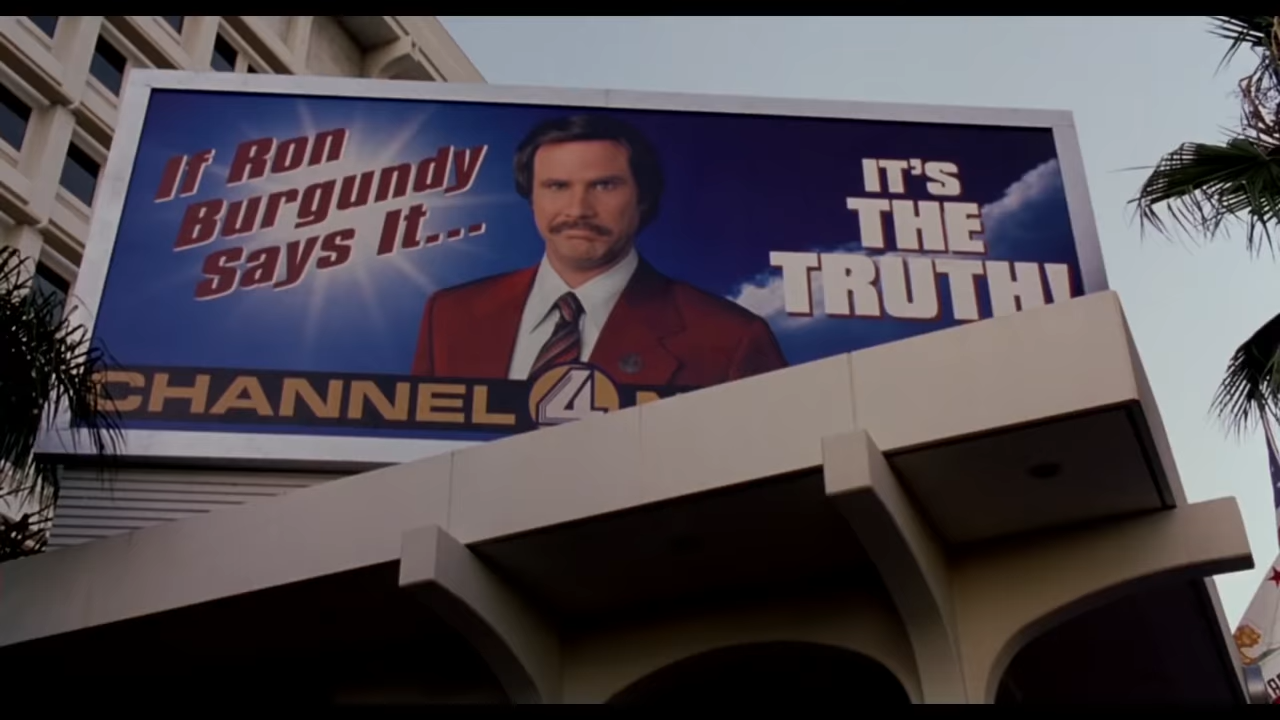 If Ron
Burgundy
Says It...
IT'S
THE
TRUTH!
CHANNEL 4 N